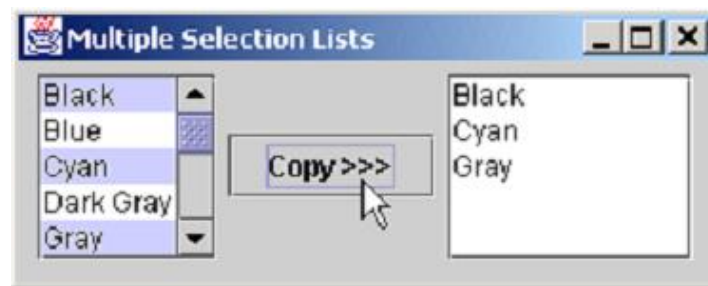 Multiple Selection Lists
Black
Blue
Cyan
Dark Gray
Gray
Copy >>>
Black
Cyan
Gray